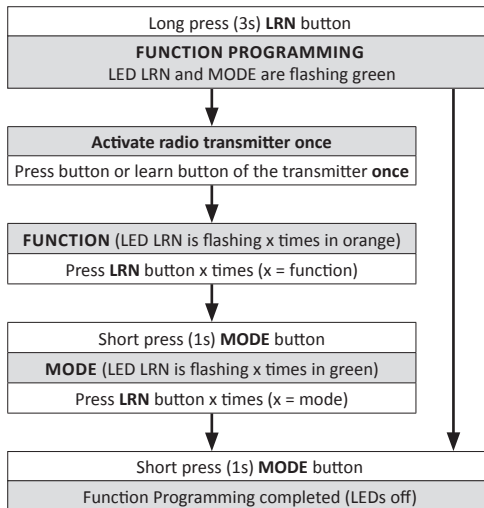 Long press (3s) LRN button
FUNCTION PROGRAMMING
LED LRN and MODE are flashing green
Activate radio transmitter once
Press button or learn button of the transmitter once
FUNCTION (LED LRN is flashing x times in orange)
Press LRN button x times (x = function)
Short press (1s) MODE button
MODE (LED LRN is flashing x times in green)
Press LRN button x times (x = mode)
Short press (1s) MODE button
Function Programming completed (LEDs off)